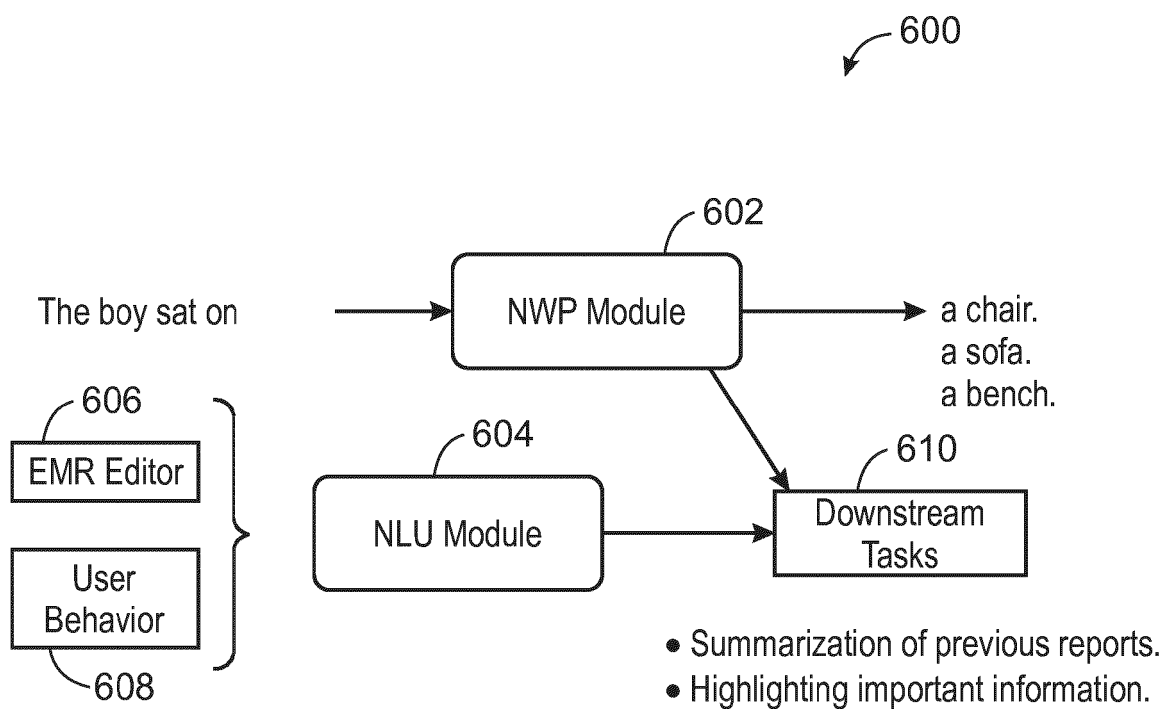 600
602
The boy sat on
NWP Module
a chair.
a sofa.
a bench.
606
EMR Editor
604
NLU Module
610
Downstream
Tasks
User
Behavior
608
● Summarization of previous reports.
● Highlighting important information.